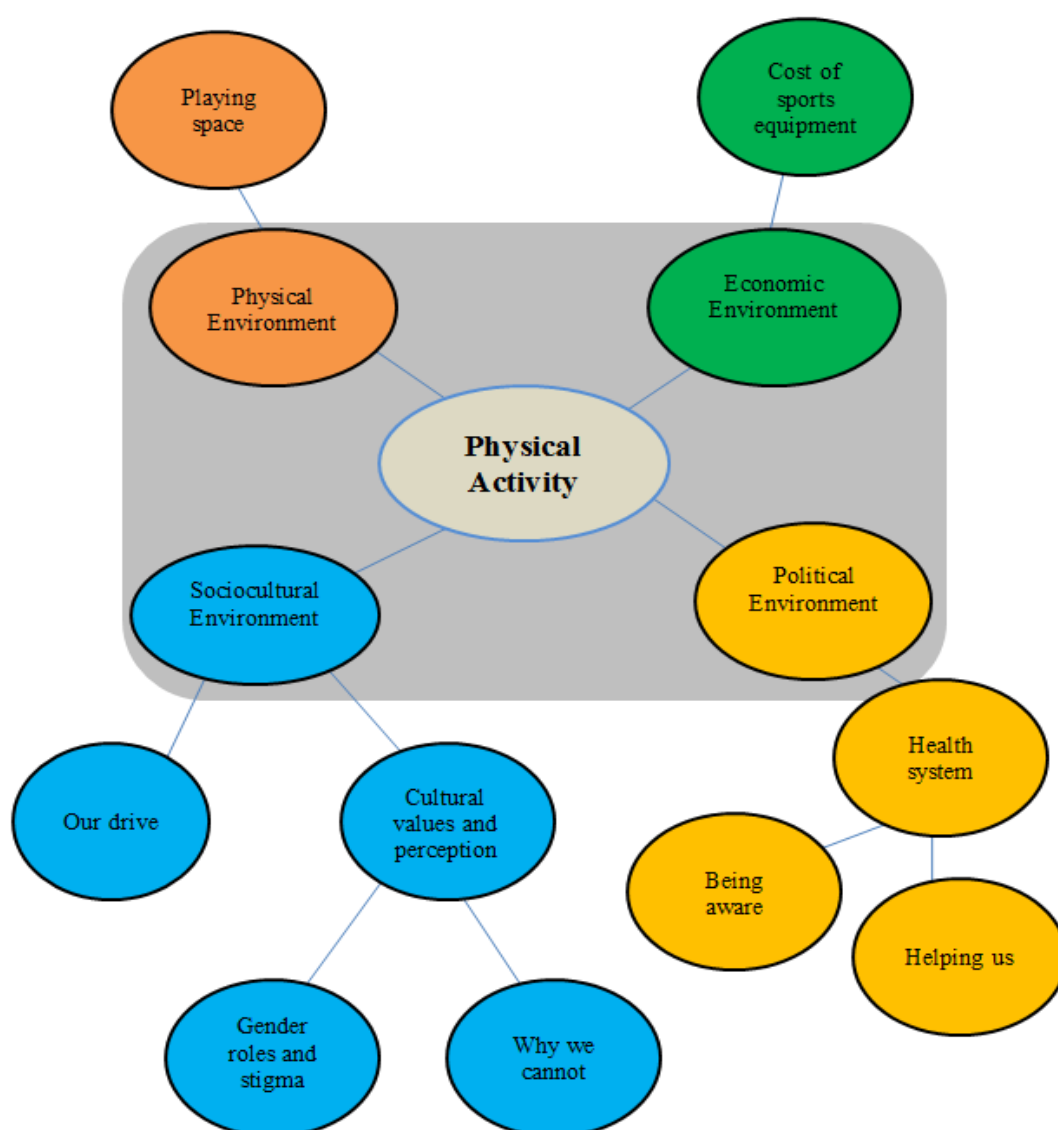 Playing
space
Cost of
sports
equipment
Physical
Environment
Economic
Environment
Physical
Activity
Sociocultural
Environment
Political
Environment
Our drive
Cultural
values and
perception
Health
system
Being
aware
Helping us
Gender
roles and
stigma
Why we
cannot